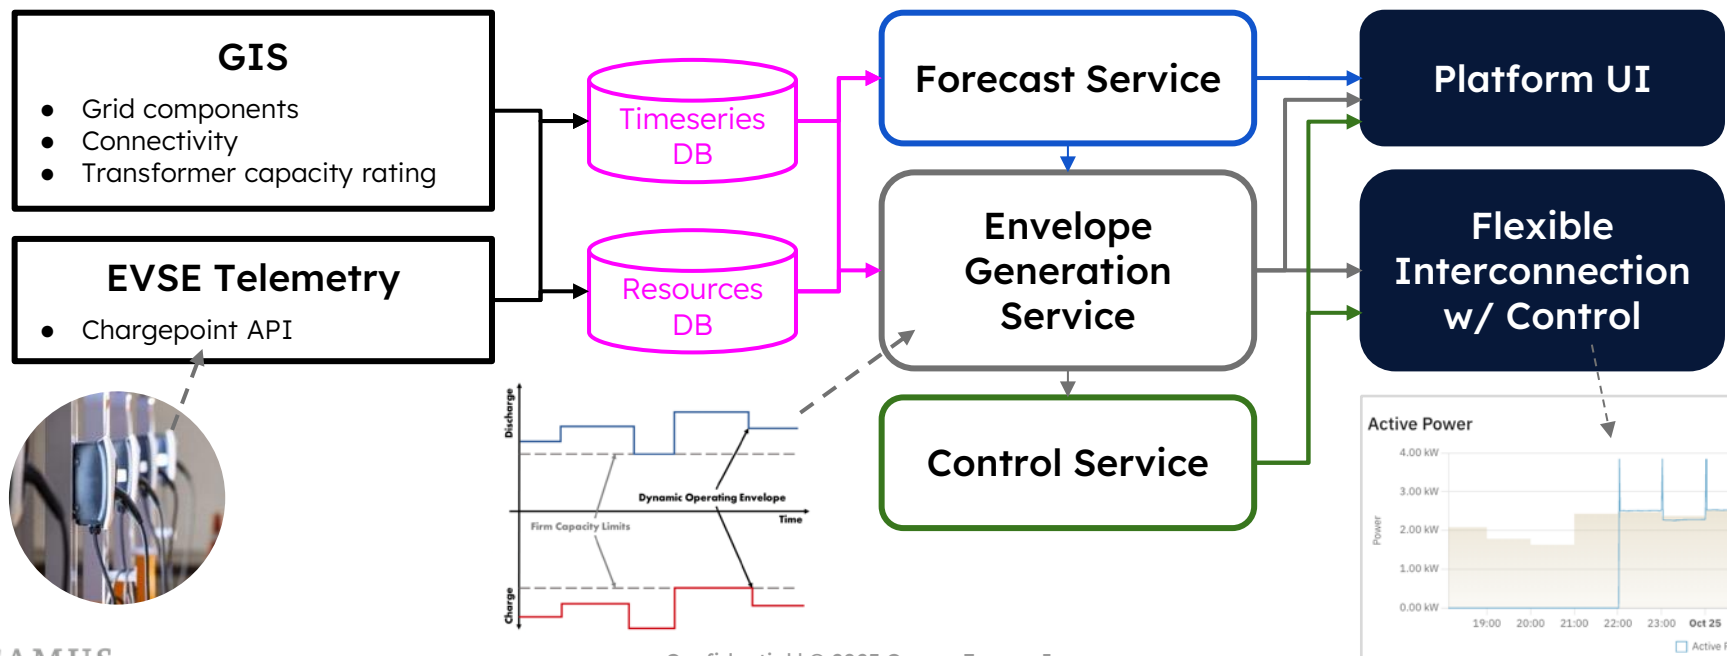 GIS
● Grid components
● Connectivity
● Transformer capacity rating
EVSE Telemetry
● Chargepoint API
Timeseries
DB
Resources
DB
Forecast Service
Envelope
Generation
Service
Control Service
Platform UI
Flexible
Interconnection
w/ Control
Discharge
Charge
Dynamic Operating Envelope
Time
Firm Capacity Limits
Active Power
Power
4.00 kW
3.00 kW
2.00 kW
1.00 kW
0.00 kW
19:00 20:00 21:00 22:00 23:00 Oct 25
Active